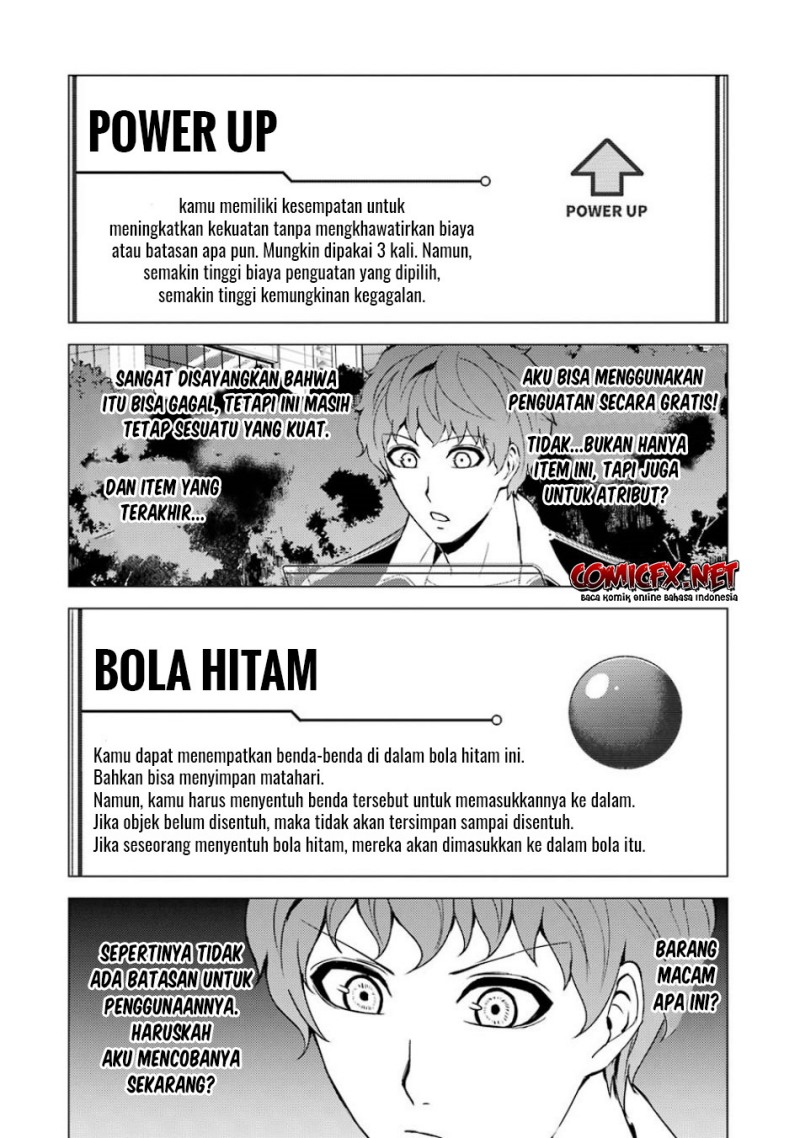 POWER UP
POWER UP
kamu memiliki kesempatan untuk
meningkatkan kekuatan tanpa mengkhawatirkan biaya
atau batasan apa pun. Mungkin dipakai 3 kali. Namun,
semakin tinggi biaya penguatan yang dipilih,
semakin tinggi kemungkinan kegagalan.
AKU BISA MENGGUNAKAN
PENGUATAN SECARA GRATIS!
TIDAK...BUKAN HANYA
ITEM INI, TAPI JUGA
UNTUK ATRIBUT?
SANGAT DISAYANGKAN BAHWA
ITU BISA GAGAL, TETAPI INI MASIH
TETAP SESUATU YANG KUAT.
DAN ITEM YANG
TERAKHIR...
COMICFX.NET
Baca Komik Online Bahasa Indonesia
BOLA HITAM
Kamu dapat menempatkan benda-benda di dalam bola hitam ini.
Bahkan bisa menyimpan matahari.
Namun, kamu harus menyentuh benda tersebut untuk memasukkannya ke dalam.
Jika objek belum disentuh, maka tidak akan tersimpan sampai disentuh.
Jika seseorang menyentuh bola hitam, mereka akan dimasukkan ke dalam bola itu.
BARANG
MACAM
APA INI?
SEPERTINYA TIDAK
ADA BATASAN UNTUK
PENGGUNAANNYA.
HARUSKAH
AKU MENCOBANYA
SEKARANG?